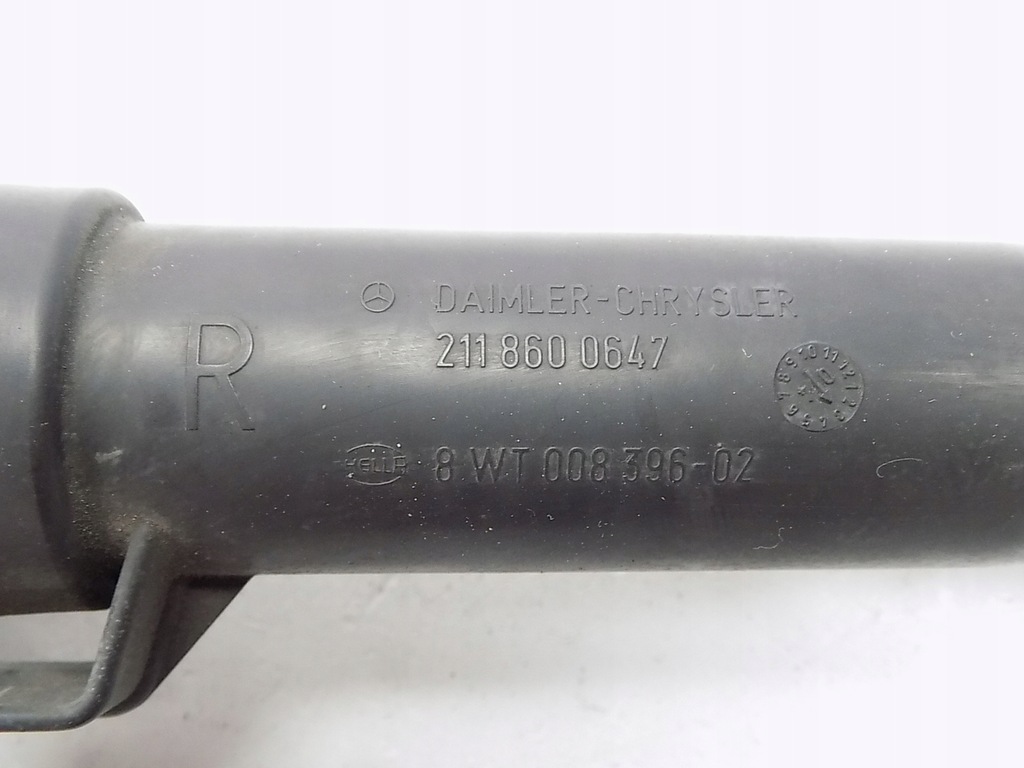 R
DAIMLER-CHRYSLER
211 860 0647
HELLA
8 WT 008 396-02